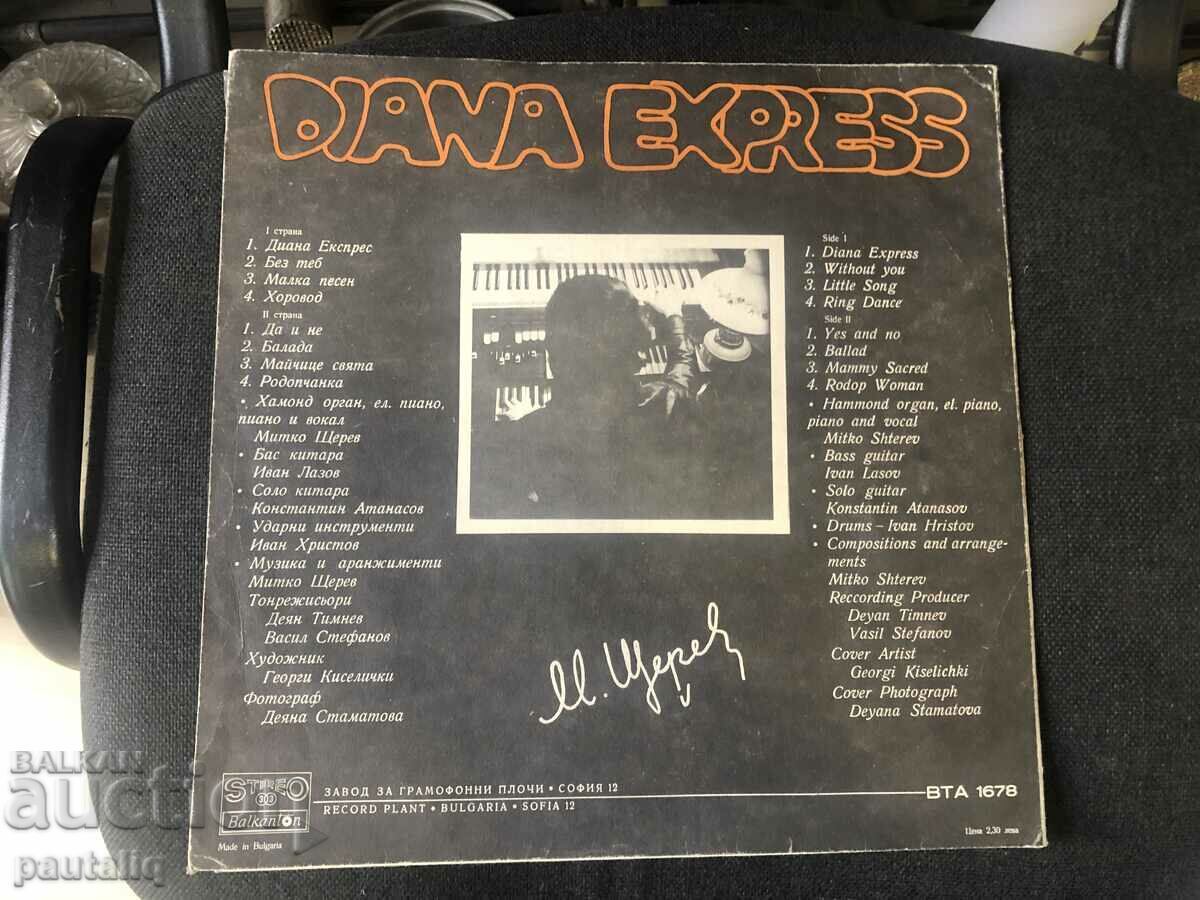 DIANA EXPRESS
I страна
1. Диана Експрес
2. Без теб
3. Малка песен
4. Хоровод
II страна
1. Да и не
2. Балада
3. Майчице свята
4. Родопчанка
• Хамонд орган, ел. пиано,
пиано и вокал
Митко Щерев
• Бас китара
Иван Лазов
• Соло китара
Константин Атанасов
• Ударни инструменти
Иван Христов
• Музика и аранжименти
Митко Щерев
Тонрежисьори
Деян Тимнев
Васил Стефанов
Художник
Георги Киселички
Фотограф
Деяна Стаматова
Side I
1. Diana Express
2. Without you
3. Little Song
4. Ring Dance
Side II
1. Yes and no
2. Ballad
3. Mammy Sacred
4. Rodop Woman
• Hammond organ, el. piano,
piano and vocal
Mitko Shterev
• Bass guitar
Ivan Lasov
• Solo guitar
Konstantin Atanasov
• Drums – Ivan Hristov
• Compositions and arrange-
ments
Mitko Shterev
Reccording Producer
Deyan Timnev
Vasil Stefanov
Cover Artist
Georgi Kiselichki
Cover Photograph
Deyana Stamatova
М. Щерев
STEREO
33
Balkanton
ЗАВОД ЗА ГРАМОФОННИ ПЛОЧИ • СОФИЯ 12
RECORD PLANT • BULGARIA • SOFIA 12
ВТА 1678
Made in Bulgaria
Цена 2,30 лева
BALKAN
auction
pautaliq